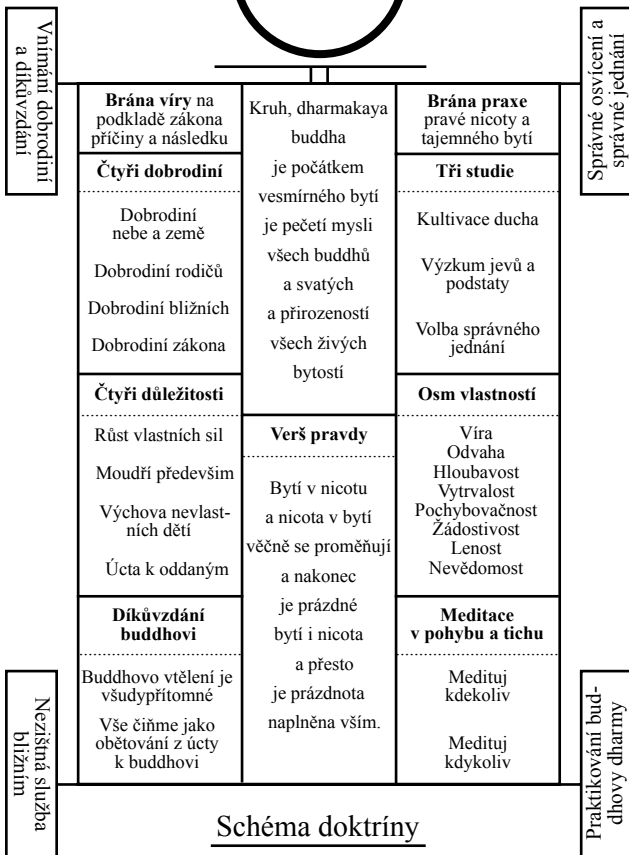 Vnímání dobrodiní
a díkůvzdání
Správné osvícení a
správné jednání
Brána víry na
podkladě zákona
příčiny a následku
Čtyři dobrodiní
Dobrodiní
nebe a země
Dobrodiní rodičů
Dobrodiní bližních
Dobrodiní zákona
Čtyři důležitosti
Růst vlastních sil
Moudří především
Výchova nevlast-
ních dětí
Úcta k oddaným
Díkůvzdání
buddhovi
Buddhovo vtělení je
všudypřítomné
Vše čiňme jako
obětování z úcty
k buddhovi
Kruh, dharmakaya
buddha
je počátkem
vesmírného bytí
je pečetí mysli
všech buddhů
a svatých
a přirozeností
všech živých
bytostí
Verš pravdy
Bytí v nicotu
a nicota v bytí
věčně se proměňují
a nakonec
je prázdné
bytí i nicota
a přesto
je prázdnota
naplněna vším.
Brána praxe
pravé nicoty a
tajemného bytí
Tři studie
Kultivace ducha
Výzkum jevů a
podstaty
Volba správného
jednání
Osm vlastností
Víra
Odvaha
Hloubavost
Vytrvalost
Pochybovačnost
Žádostivost
Lenost
Nevědomost
Meditace
v pohybu a tichu
Medituj
kdekoliv
Medituj
kdykoliv
Nezištná služba
bližním
Praktikování bud-
dhovy dharmy
Schéma doktríny